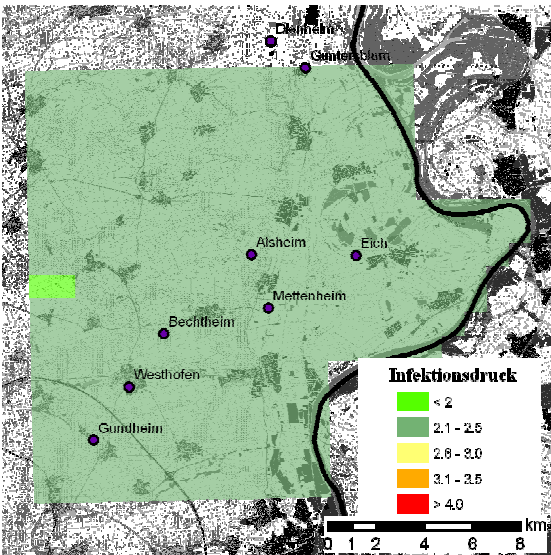 Dienheim
Guntersblum
Alsheim
Eich
Mettenheim
Bechtheim
Westhofen
Gundheim
Infektionsdruck
< 2
2.1 - 2.5
2.6 - 3.0
3.1 - 3.5
> 4.0
km
0 1 2 4 6 8